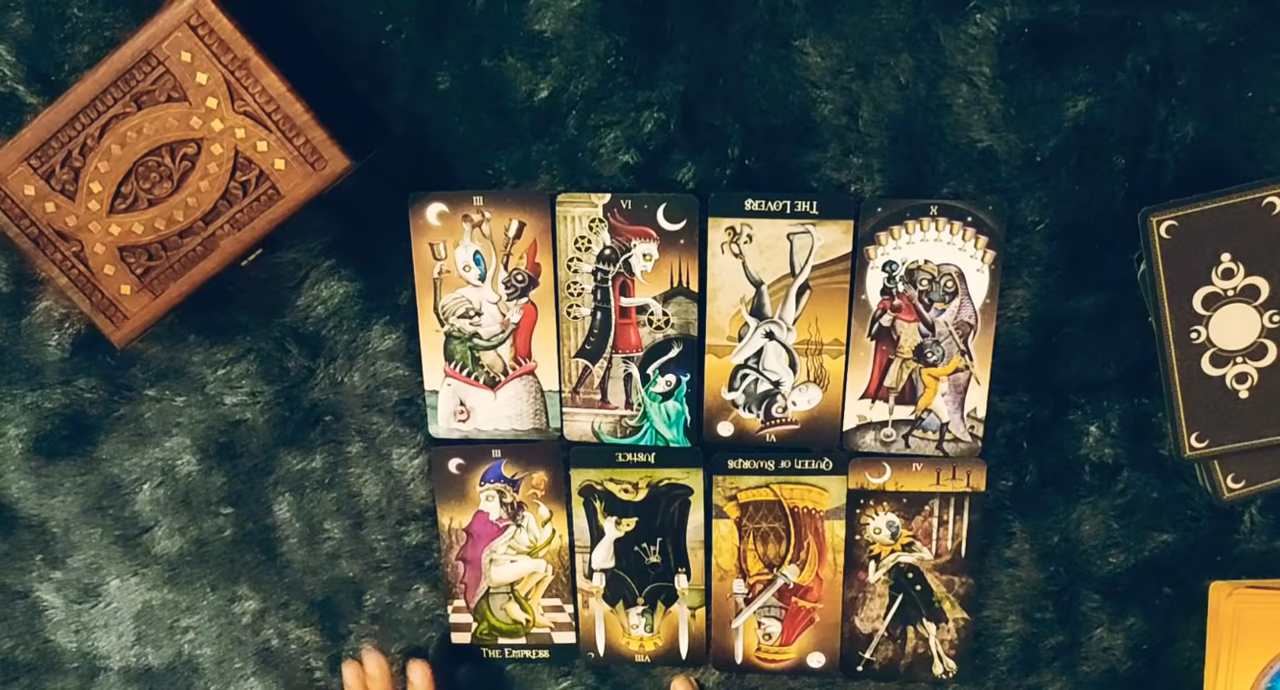 III
VI
THE LOVERS
X
VI
III
JUSTICE
QUEEN OF SWORDS
IV
THE EMPRESS
VIII